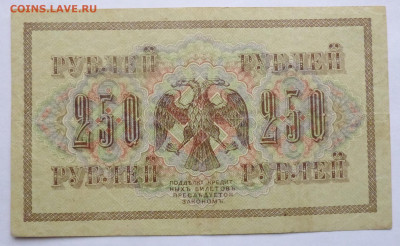 COINS.LAVE.RU
РУБЛЕЙ РУБЛЕЙ
250 250
РУБЛЕЙ РУБЛЕЙ
ПОДДѢЛКА КРЕДИТ
НЫХЪ БИЛЕТОВЪ
ПРЕСЛѢДУЕТСЯ
ЗАКОНОМЪ.